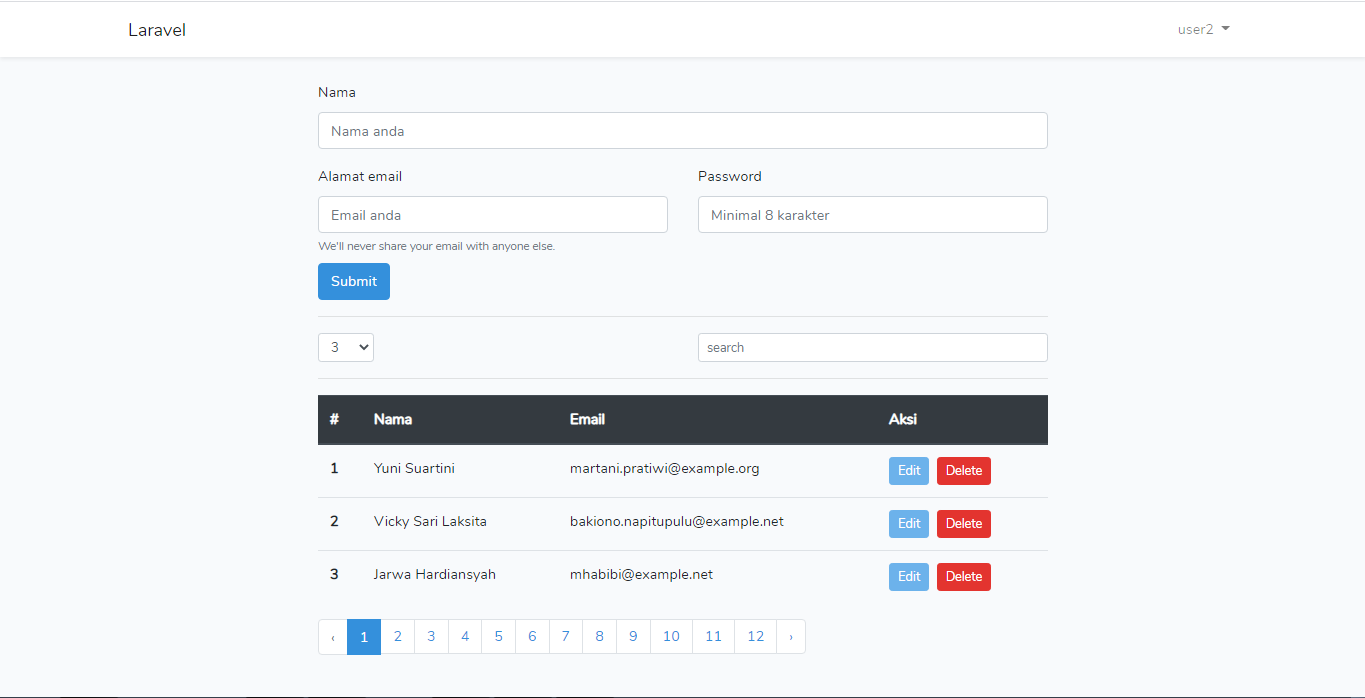 Laravel user2
Nama
Nama anda
Alamat email Password
Email anda Minimal 8 karakter
We'll never share your email with anyone else.
Submit
3 search
# Nama Email Aksi
1 Yuni Suartini martani.pratiwi@example.org Edit Delete
2 Vicky Sari Laksita bakiono.napitupulu@example.net Edit Delete
3 Jarwa Hardiansyah mhabibi@example.net Edit Delete
‹ 1 2 3 4 5 6 7 8 9 10 11 12 ›